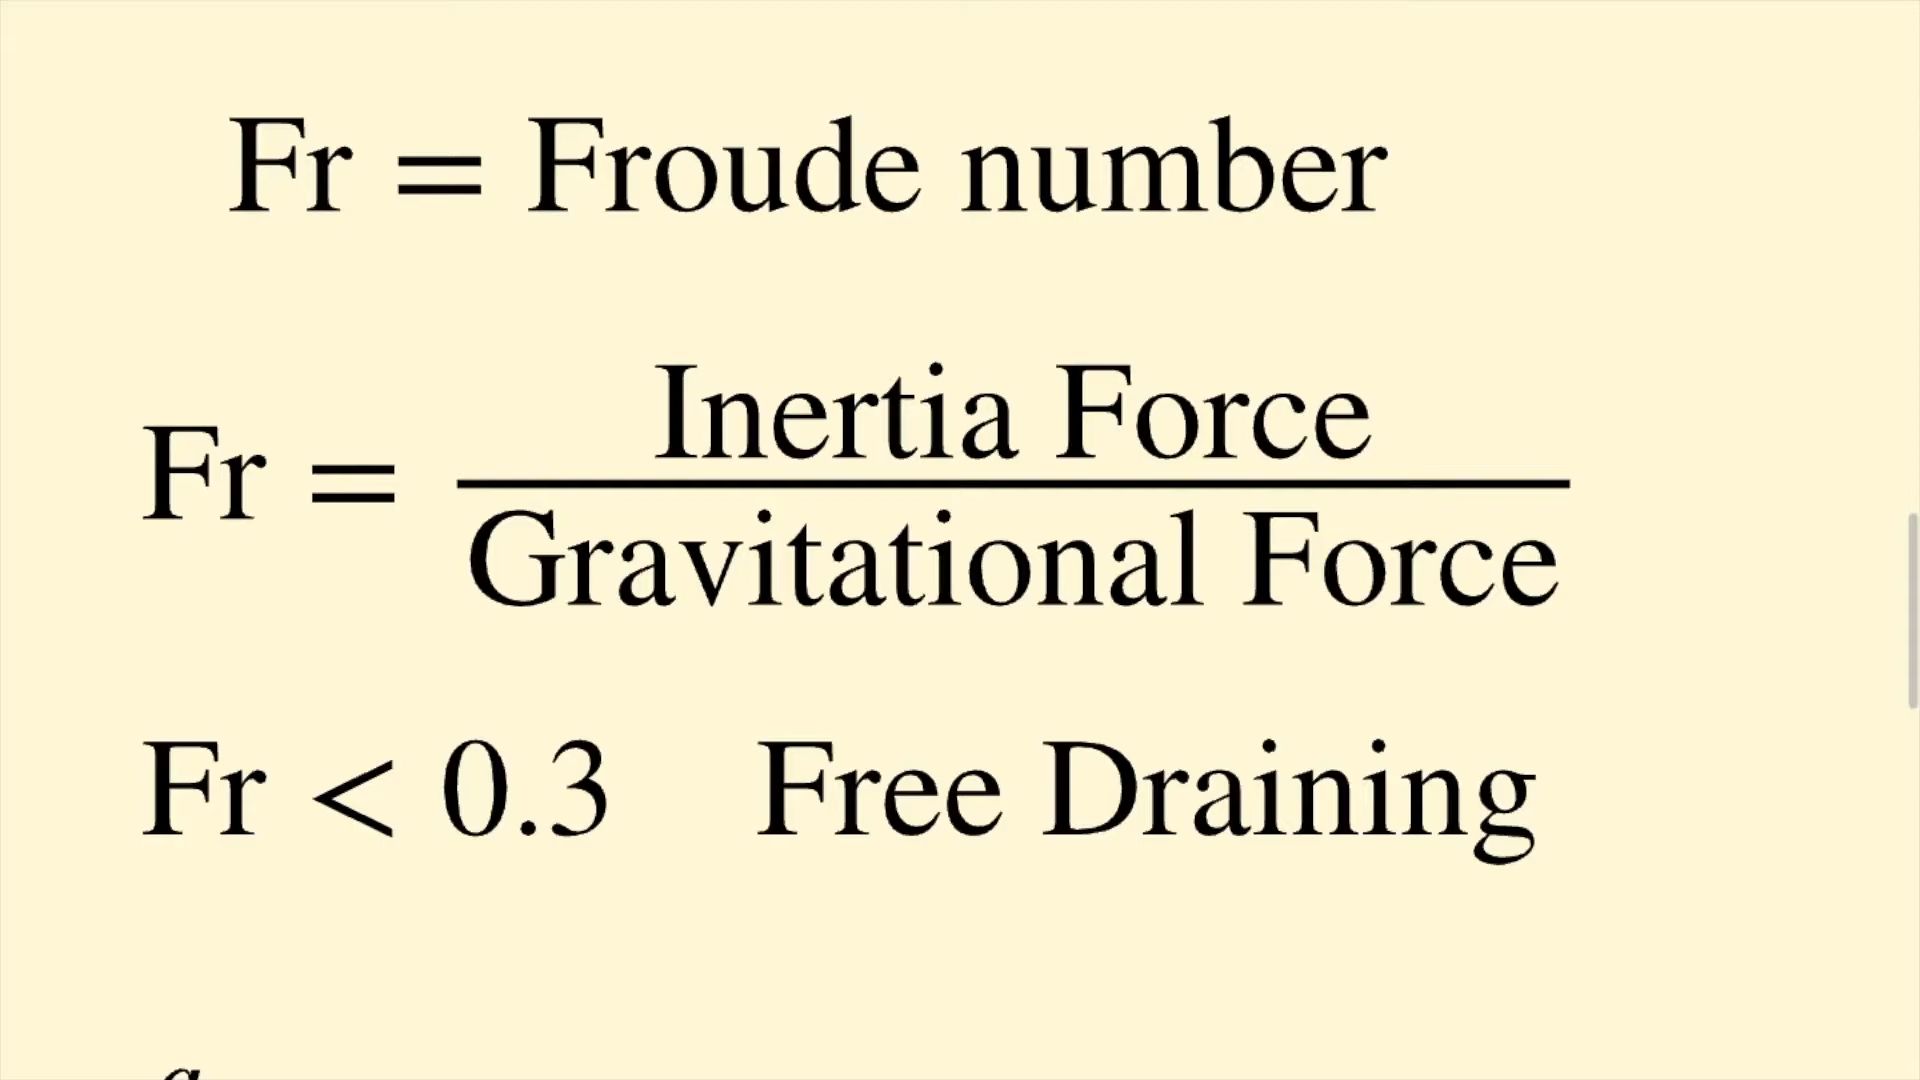 Fr = Froude number
Fr = Inertia Force / Gravitational Force
Fr < 0.3 Free Draining